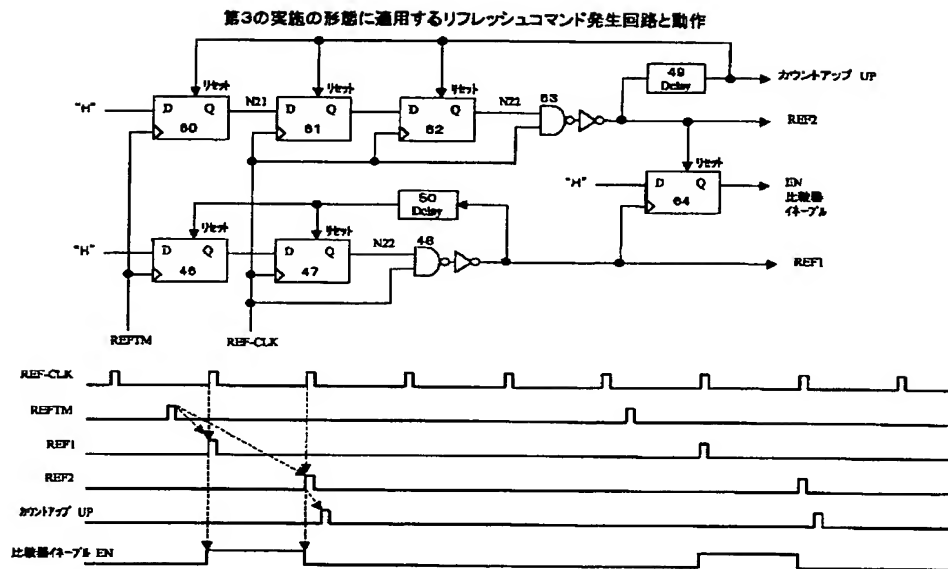 第3の実施の形態に適用するリフレッシュコマンド発生回路と動作
49
Delay
カウントアップ UP
リセット
リセット
リセット
"H"
D Q
60
N21
D Q
61
D Q
62
N22
63
REF2
リセット
"H"
D Q
64
EN
比較器
イネーブル
50
Delay
リセット
リセット
"H"
D Q
46
D Q
47
N22
48
REF1
REFTM
REF-CLK
REF-CLK
REFTM
REF1
REF2
カウントアップ UP
比較器イネーブル EN